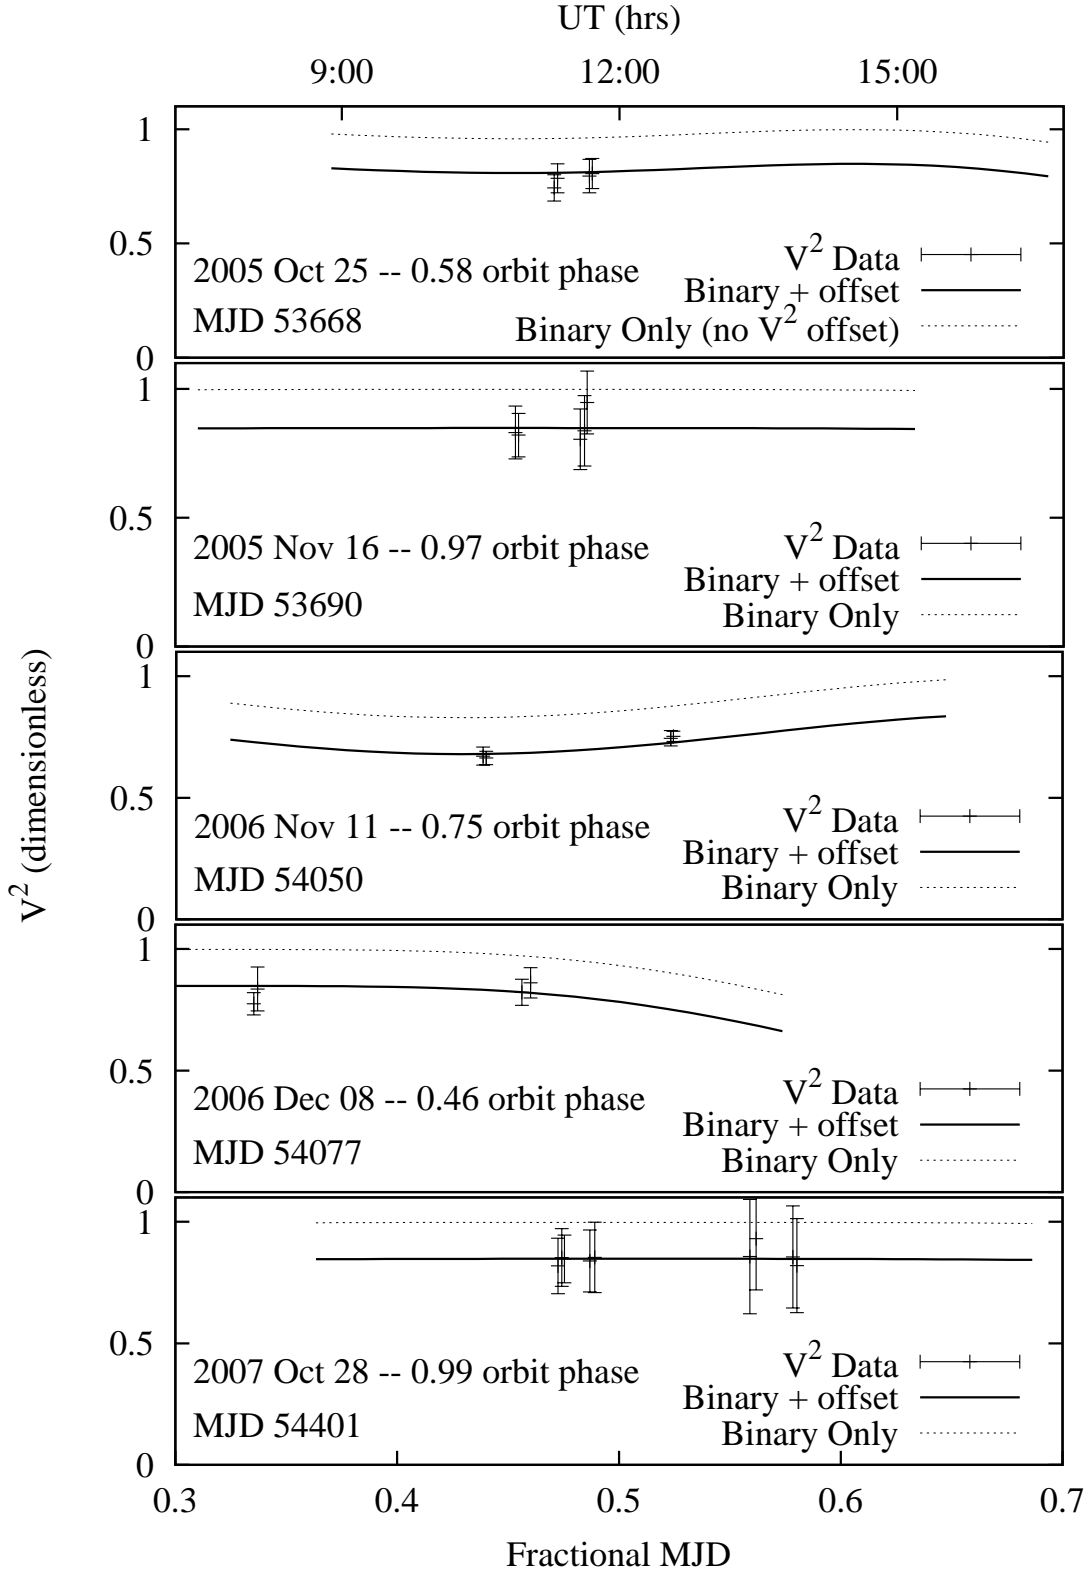 UT (hrs)
9:00 12:00 15:00
1
0.5
0
2005 Oct 25 -- 0.58 orbit phase
MJD 53668
V² Data
Binary + offset
Binary Only (no V² offset)
1
0.5
0
2005 Nov 16 -- 0.97 orbit phase
MJD 53690
V² Data
Binary + offset
Binary Only
V² (dimensionless)
1
0.5
0
2006 Nov 11 -- 0.75 orbit phase
MJD 54050
V² Data
Binary + offset
Binary Only
1
0.5
0
2006 Dec 08 -- 0.46 orbit phase
MJD 54077
V² Data
Binary + offset
Binary Only
1
0.5
0
2007 Oct 28 -- 0.99 orbit phase
MJD 54401
V² Data
Binary + offset
Binary Only
0.3 0.4 0.5 0.6 0.7
Fractional MJD